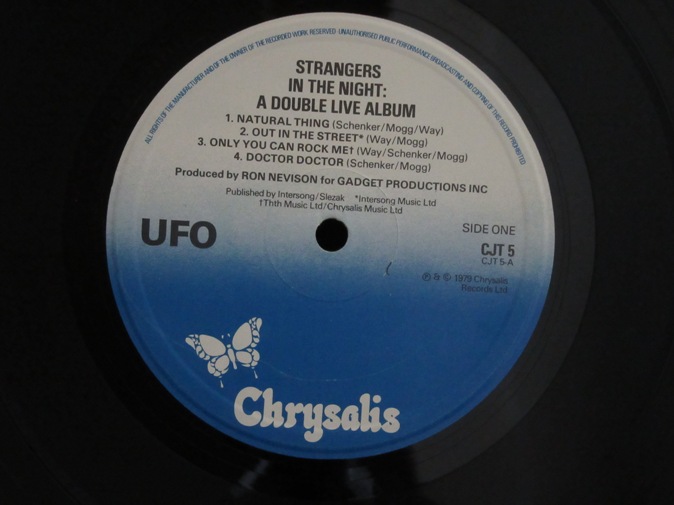 ALL RIGHTS OF THE MANUFACTURER AND OF THE OWNER OF THE RECORDED WORK RESERVED · UNAUTHORISED PUBLIC PERFORMANCE BROADCASTING AND COPYING OF THIS RECORD PROHIBITED
STRANGERS
IN THE NIGHT:
A DOUBLE LIVE ALBUM
1. NATURAL THING (Schenker/Mogg/Way)
2. OUT IN THE STREET* (Way/Mogg)
3. ONLY YOU CAN ROCK ME† (Way/Schenker/Mogg)
4. DOCTOR DOCTOR (Schenker/Mogg)
Produced by RON NEVISON for GADGET PRODUCTIONS INC
Published by Intersong/Slezak *Intersong Music Ltd
†Thth Music Ltd/Chrysalis Music Ltd
UFO
SIDE ONE
CJT 5
CJT 5-A
℗ & © 1979 Chrysalis
Records Ltd
Chrysalis